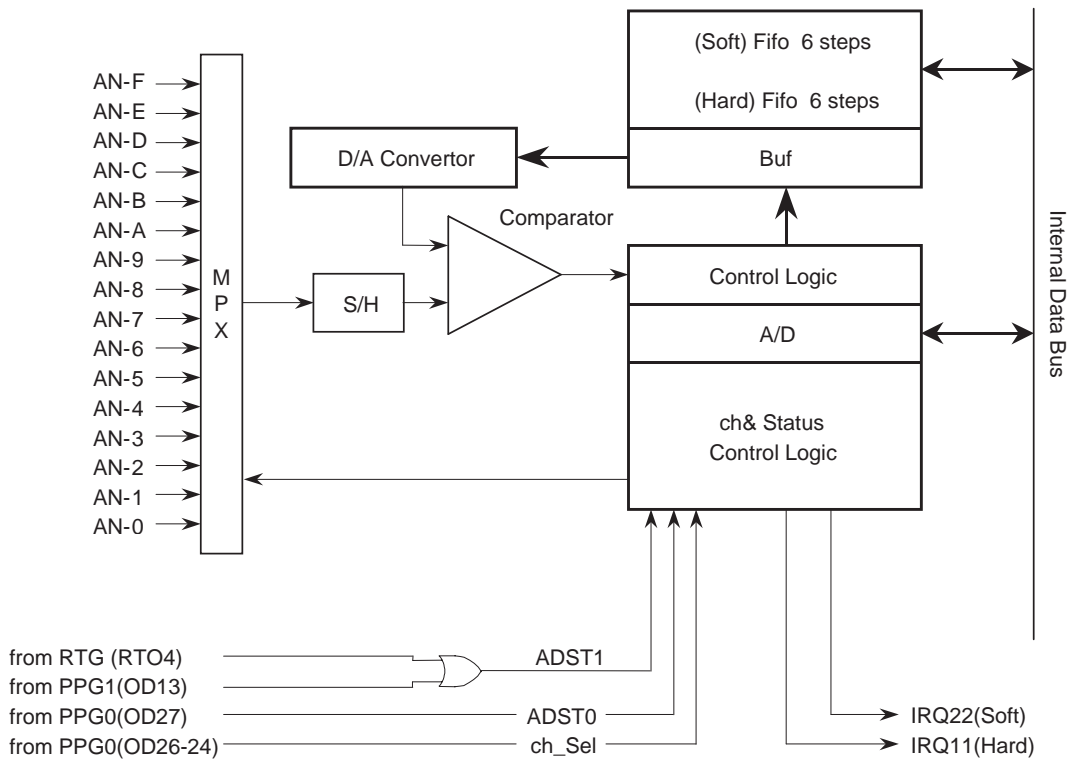 (Soft) Fifo 6 steps
(Hard) Fifo 6 steps
Buf
D/A Convertor
Comparator
AN-F
AN-E
AN-D
AN-C
AN-B
AN-A
AN-9
AN-8
AN-7
AN-6
AN-5
AN-4
AN-3
AN-2
AN-1
AN-0
M
P
X
S/H
Control Logic
A/D
ch& Status
Control Logic
Internal Data Bus
from RTG (RTO4)
from PPG1(OD13)
from PPG0(OD27)
from PPG0(OD26-24)
ADST1
ADST0
ch_Sel
IRQ22(Soft)
IRQ11(Hard)